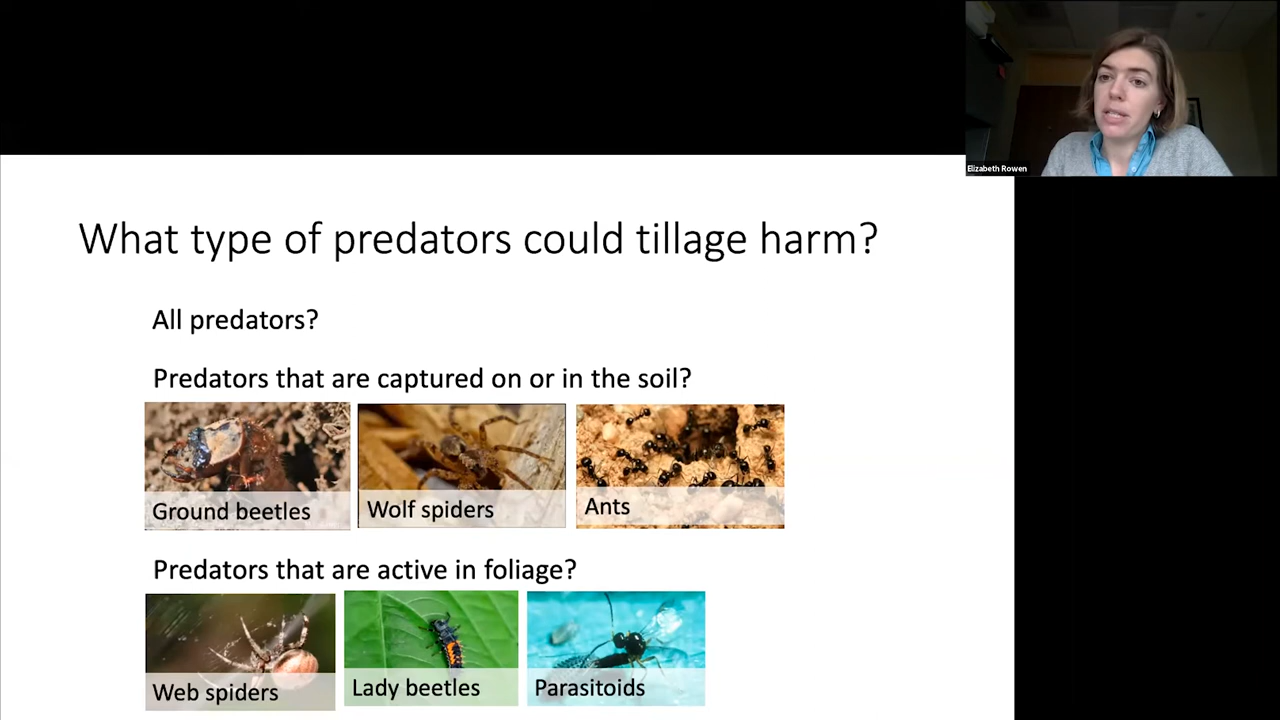 Elizabeth Rowen
What type of predators could tillage harm?
All predators?
Predators that are captured on or in the soil?
Ground beetles
Wolf spiders
Ants
Predators that are active in foliage?
Web spiders
Lady beetles
Parasitoids